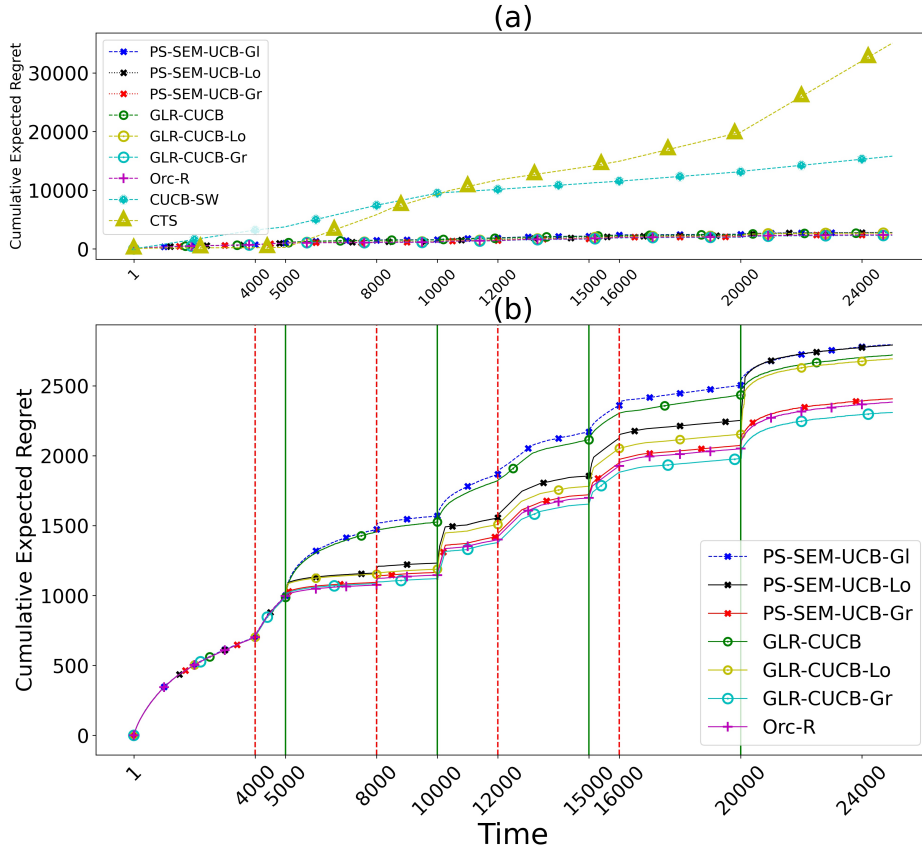 (a)
Cumulative Expected Regret
30000
20000
10000
0
PS-SEM-UCB-Gl
PS-SEM-UCB-Lo
PS-SEM-UCB-Gr
GLR-CUCB
GLR-CUCB-Lo
GLR-CUCB-Gr
Orc-R
CUCB-SW
CTS
1 4000 5000 8000 10000 12000 15000 16000 20000 24000
(b)
Cumulative Expected Regret
2500
2000
1500
1000
500
0
PS-SEM-UCB-Gl
PS-SEM-UCB-Lo
PS-SEM-UCB-Gr
GLR-CUCB
GLR-CUCB-Lo
GLR-CUCB-Gr
Orc-R
1 4000 5000 8000 10000 12000 15000 16000 20000 24000
Time